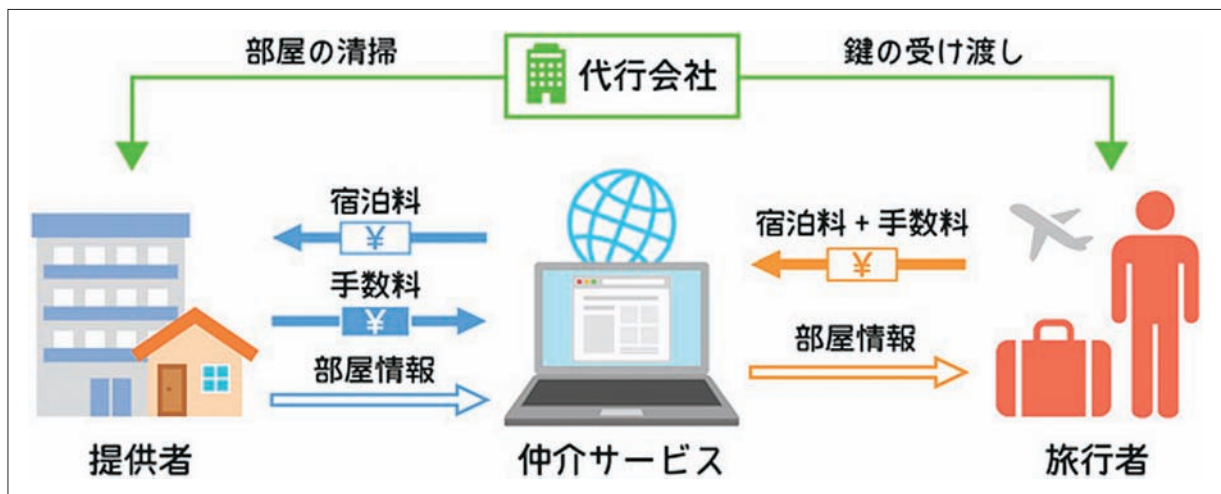 部屋の清掃
代行会社
鍵の受け渡し
宿泊料
¥
手数料
¥
部屋情報
宿泊料 + 手数料
¥
部屋情報
提供者
仲介サービス
旅行者